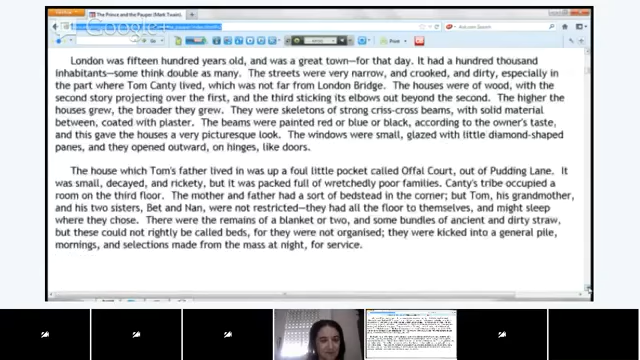 The Prince and the Pauper (Mark Twain)
Google+
London was fifteen hundred years old, and was a great town—for that day. It had a hundred thousand
inhabitants—some think double as many. The streets were very narrow, and crooked, and dirty, especially in
the part where Tom Canty lived, which was not far from London Bridge. The houses were of wood, with the
second story projecting over the first, and the third sticking its elbows out beyond the second. The higher the
houses grew, the broader they grew. They were skeletons of strong criss-cross beams, with solid material
between, coated with plaster. The beams were painted red or blue or black, according to the owner's taste,
and this gave the houses a very picturesque look. The windows were small, glazed with little diamond-shaped
panes, and they opened outward, on hinges, like doors.
The house which Tom's father lived in was up a foul little pocket called Offal Court, out of Pudding Lane. It
was small, decayed, and rickety, but it was packed full of wretchedly poor families. Canty's tribe occupied a
room on the third floor. The mother and father had a sort of bedstead in the corner; but Tom, his grandmother,
and his two sisters, Bet and Nan, were not restricted—they had all the floor to themselves, and might sleep
where they chose. There were the remains of a blanket or two, and some bundles of ancient and dirty straw,
but these could not rightly be called beds, for they were not organised; they were kicked into a general pile,
mornings, and selections made from the mass at night, for service.